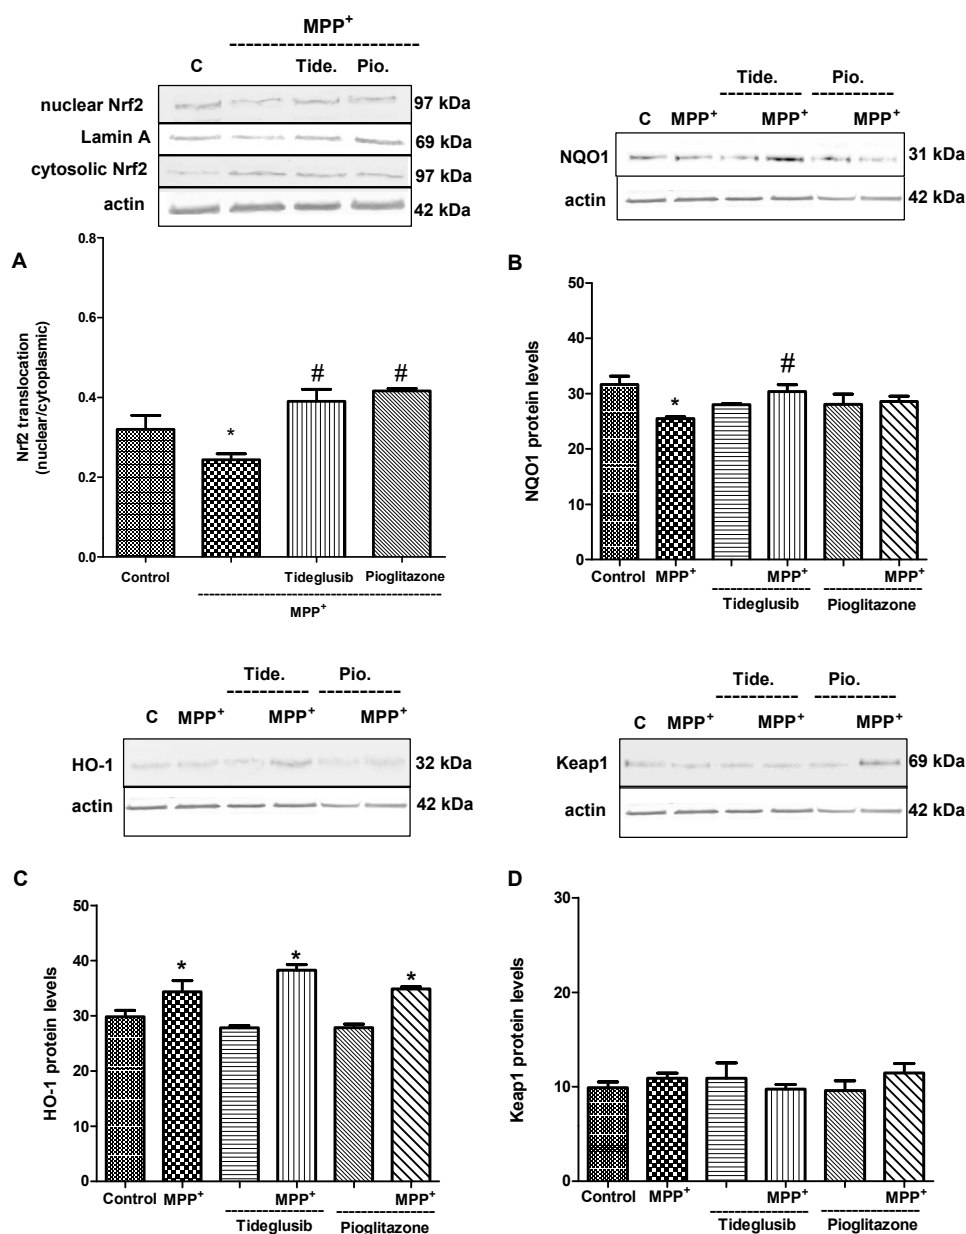 MPP+
C Tide. Pio.
nuclear Nrf2 97 kDa
Lamin A 69 kDa
cytosolic Nrf2 97 kDa
actin 42 kDa
Tide. Pio.
C MPP+ MPP+ MPP+
NQO1 31 kDa
actin 42 kDa
A
Nrf2 translocation
(nuclear/cytoplasmic)
0.8
0.6
0.4
0.2
0.0
*
#
#
Control Tideglusib Pioglitazone
MPP+
B
NQO1 protein levels
50
40
30
20
10
0
*
#
Control MPP+ MPP+ MPP+
Tideglusib Pioglitazone
Tide. Pio.
C MPP+ MPP+ MPP+
HO-1 32 kDa
actin 42 kDa
Tide. Pio.
C MPP+ MPP+ MPP+
Keap1 69 kDa
actin 42 kDa
C
HO-1 protein levels
50
40
30
20
10
0
*
*
*
Control MPP+ MPP+ MPP+
Tideglusib Pioglitazone
D
Keap1 protein levels
30
20
10
0
Control MPP+ MPP+ MPP+
Tideglusib Pioglitazone